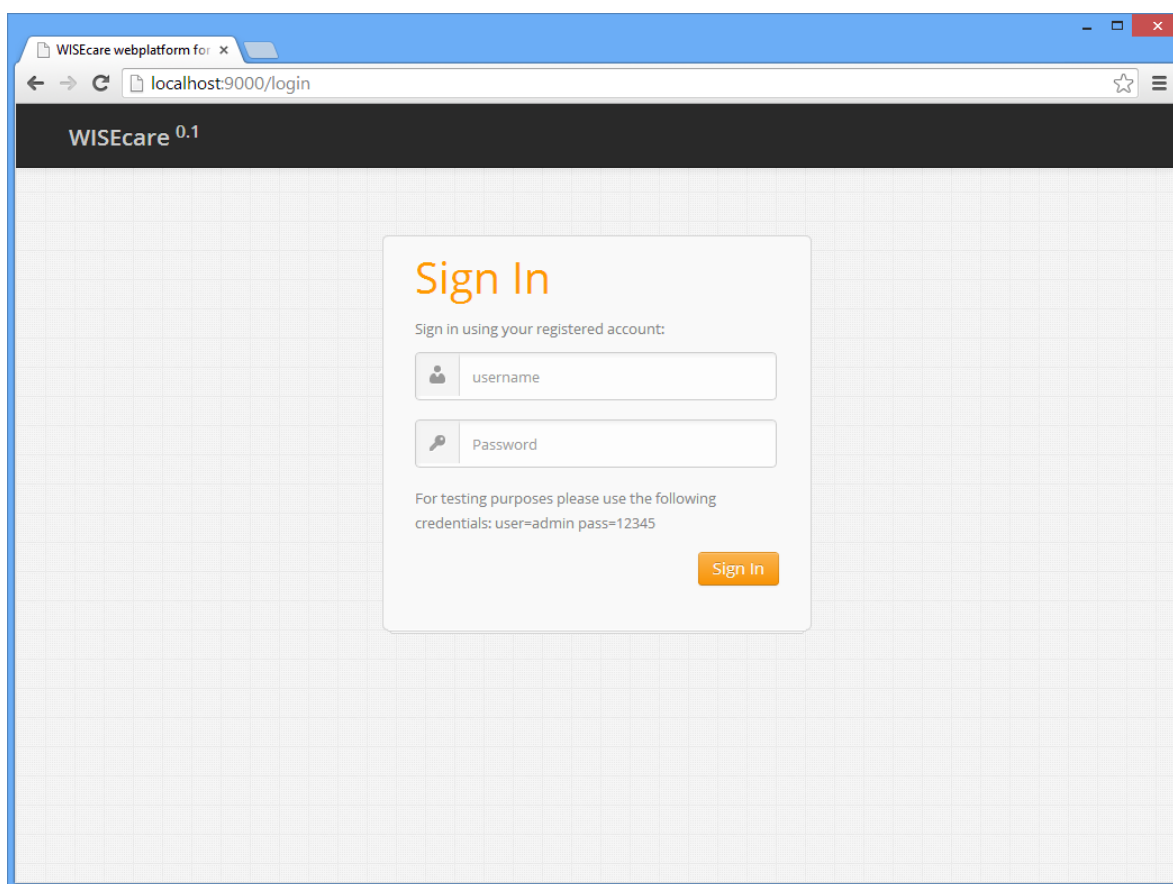 WISEcare webplatform for
localhost:9000/login
WISEcare 0.1
Sign In
Sign in using your registered account:
username
Password
For testing purposes please use the following
credentials: user=admin pass=12345
Sign In